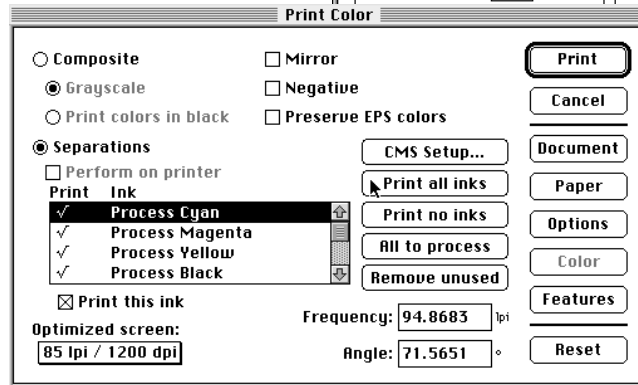 Print Color
Composite
Grayscale
Print colors in black
Mirror
Negative
Preserve EPS colors
Separations
Perform on printer
Print Ink
√ Process Cyan
√ Process Magenta
√ Process Yellow
√ Process Black
Print this ink
Optimized screen:
85 lpi / 1200 dpi
CMS Setup...
Print all inks
Print no inks
All to process
Remove unused
Frequency: 94.8683 lpi
Angle: 71.5651 °
Print
Cancel
Document
Paper
Options
Color
Features
Reset